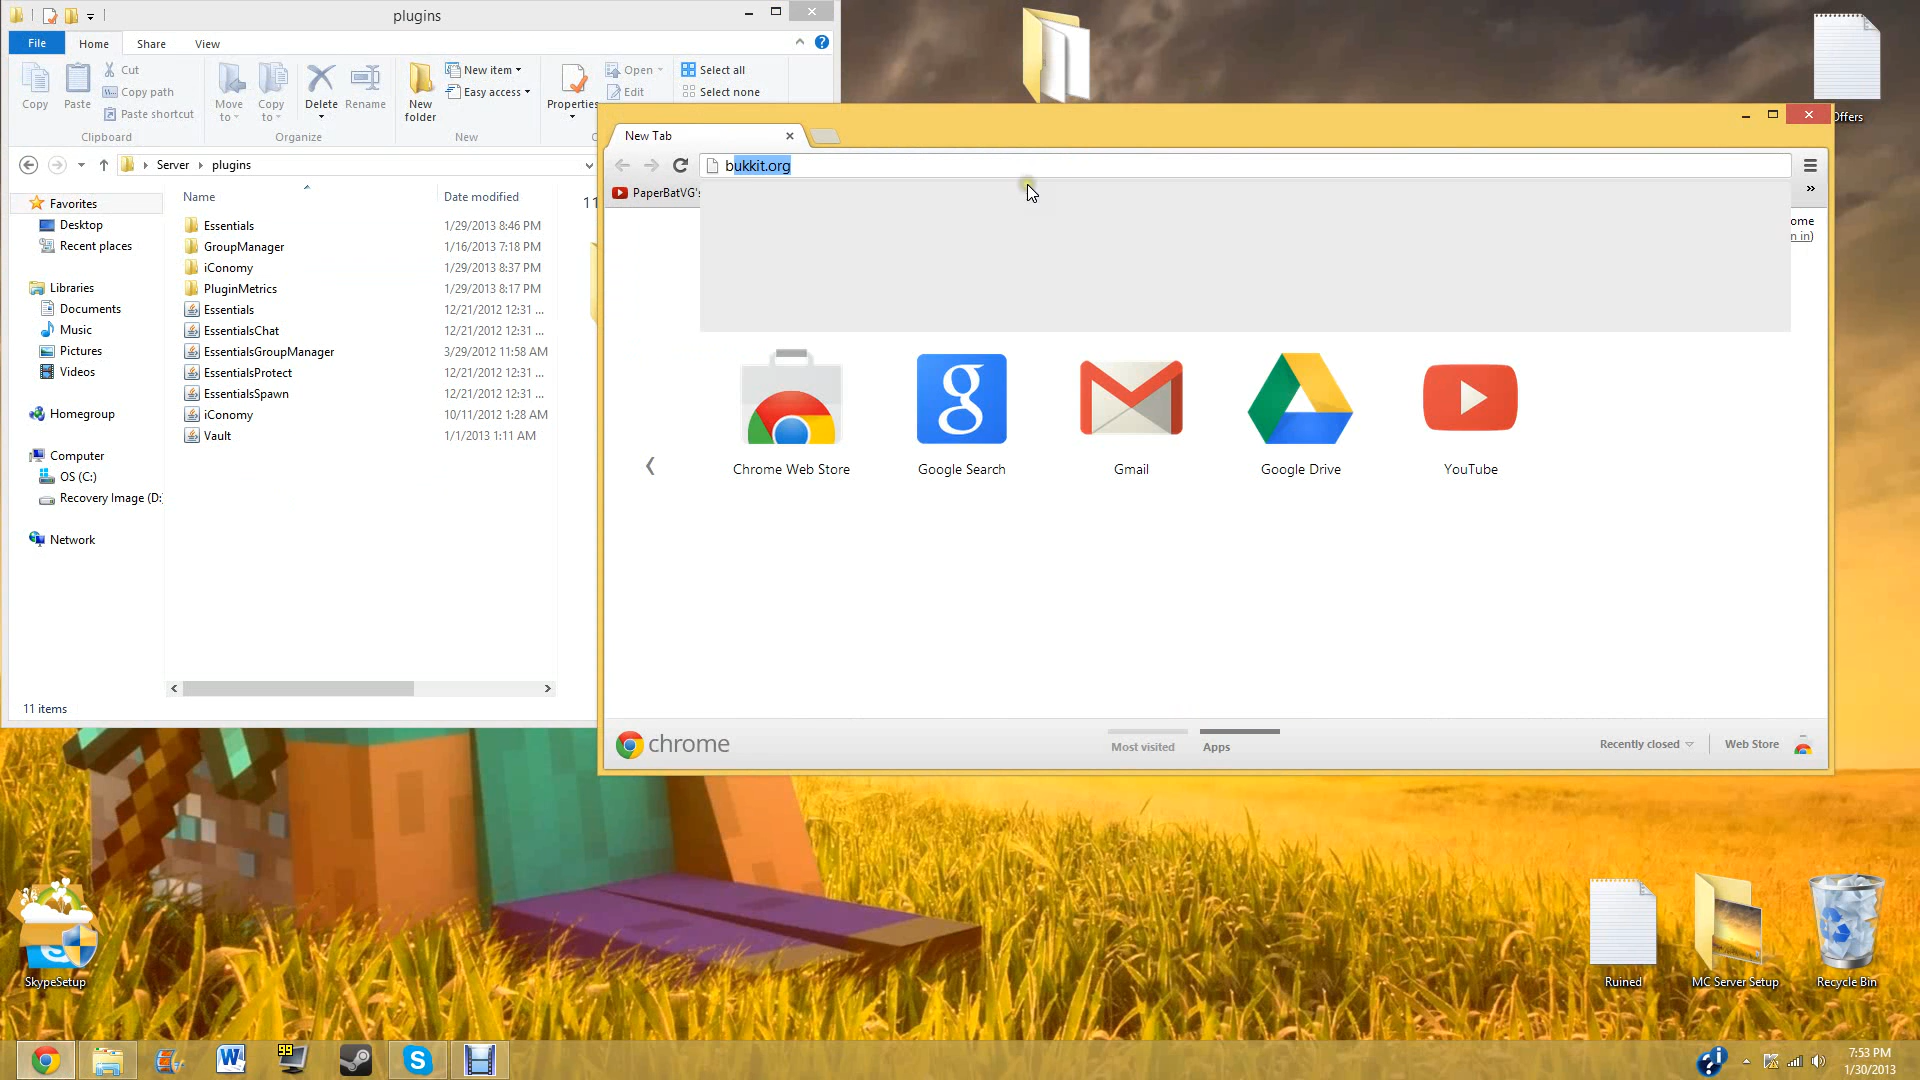 plugins
File Home Share View
Copy
Paste
Cut
Copy path
Paste shortcut
Clipboard
Move to
Copy to
Delete
Rename
Organize
New folder
New item
Easy access
New
Properties
Open
Edit
Select all
Select none
Server plugins
Name Date modified
Favorites
Desktop
Recent places
Libraries
Documents
Music
Pictures
Videos
Homegroup
Computer
OS (C:)
Recovery Image (D:
Network
Essentials 1/29/2013 8:46 PM
GroupManager 1/16/2013 7:18 PM
iConomy 1/29/2013 8:37 PM
PluginMetrics 1/29/2013 8:17 PM
Essentials 12/21/2012 12:31 ...
EssentialsChat 12/21/2012 12:31 ...
EssentialsGroupManager 3/29/2012 11:58 AM
EssentialsProtect 12/21/2012 12:31 ...
EssentialsSpawn 12/21/2012 12:31 ...
iConomy 10/11/2012 1:28 AM
Vault 1/1/2013 1:11 AM
11 items
11
New Tab
bukkit.org
PaperBatVG's
ome
n in)
Chrome Web Store
Google Search
Gmail
Google Drive
YouTube
chrome
Most visited
Apps
Recently closed
Web Store
Offers
SkypeSetup
Ruined
MC Server Setup
Recycle Bin
99
7:53 PM
1/30/2013